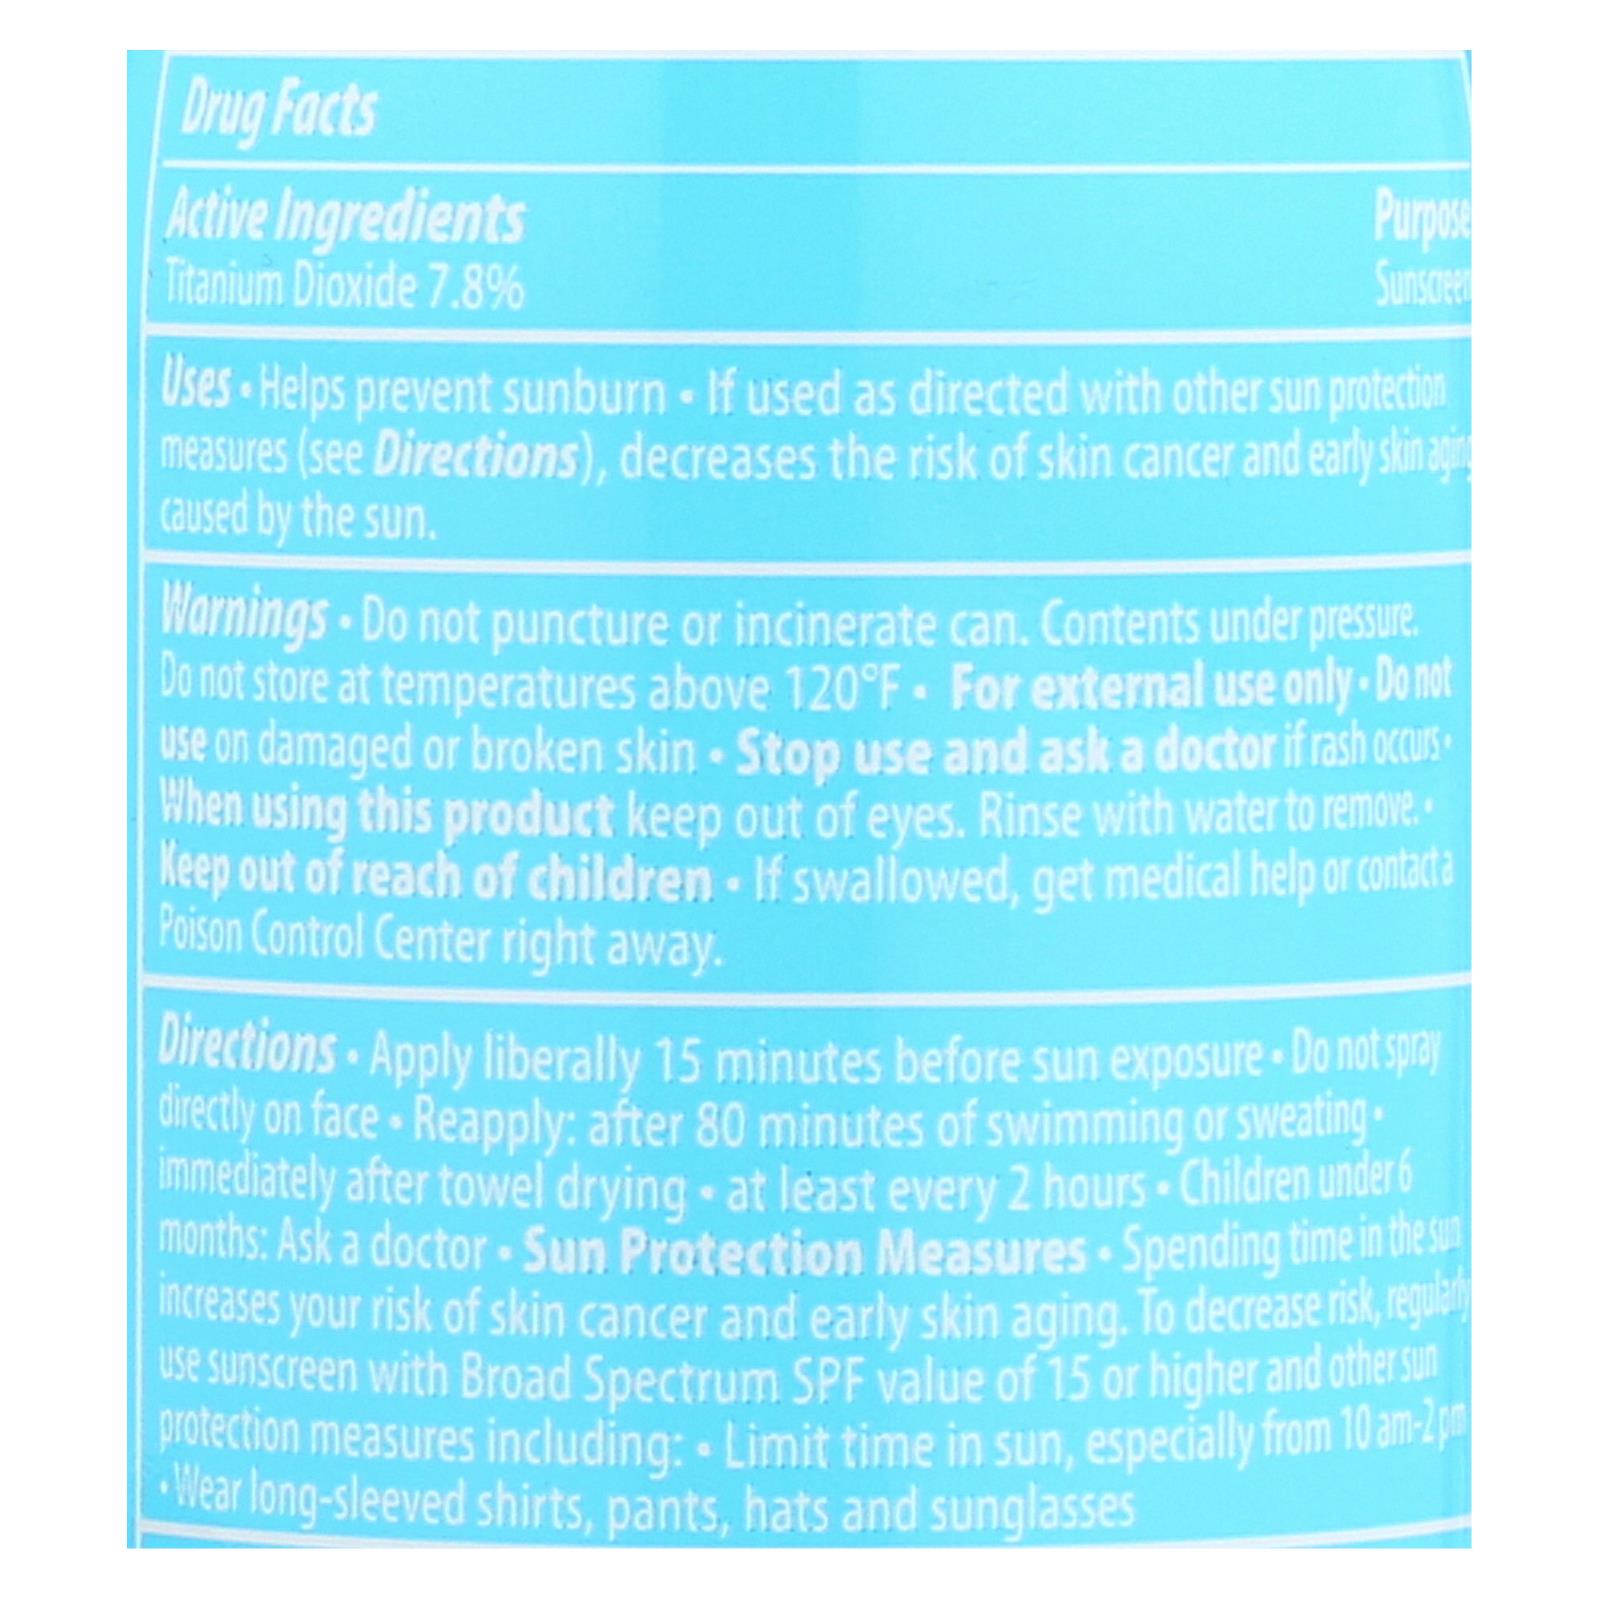 Drug Facts
Active Ingredients Purpose
Titanium Dioxide 7.8% Sunscreen
Uses • Helps prevent sunburn • If used as directed with other sun protection
measures (see Directions), decreases the risk of skin cancer and early skin aging
caused by the sun.
Warnings • Do not puncture or incinerate can. Contents under pressure.
Do not store at temperatures above 120°F • For external use only • Do not
use on damaged or broken skin • Stop use and ask a doctor if rash occurs •
When using this product keep out of eyes. Rinse with water to remove. •
Keep out of reach of children • If swallowed, get medical help or contact a
Poison Control Center right away.
Directions • Apply liberally 15 minutes before sun exposure • Do not spray
directly on face • Reapply: after 80 minutes of swimming or sweating •
immediately after towel drying • at least every 2 hours • Children under 6
months: Ask a doctor • Sun Protection Measures • Spending time in the sun
increases your risk of skin cancer and early skin aging. To decrease risk, regularly
use sunscreen with Broad Spectrum SPF value of 15 or higher and other sun
protection measures including: • Limit time in sun, especially from 10 am-2 pm
• Wear long-sleeved shirts, pants, hats and sunglasses